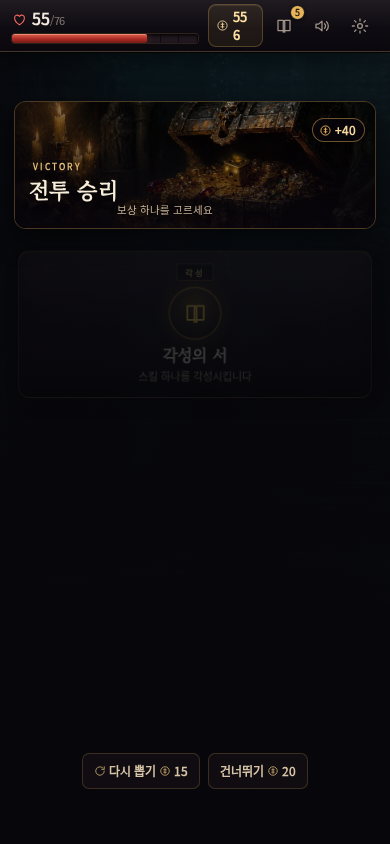 55/76
55
6
5
+40
VICTORY
전투 승리
보상 하나를 고르세요
각성
각성의 서
스킬 하나를 각성시킵니다
다시 뽑기 15
건너뛰기 20